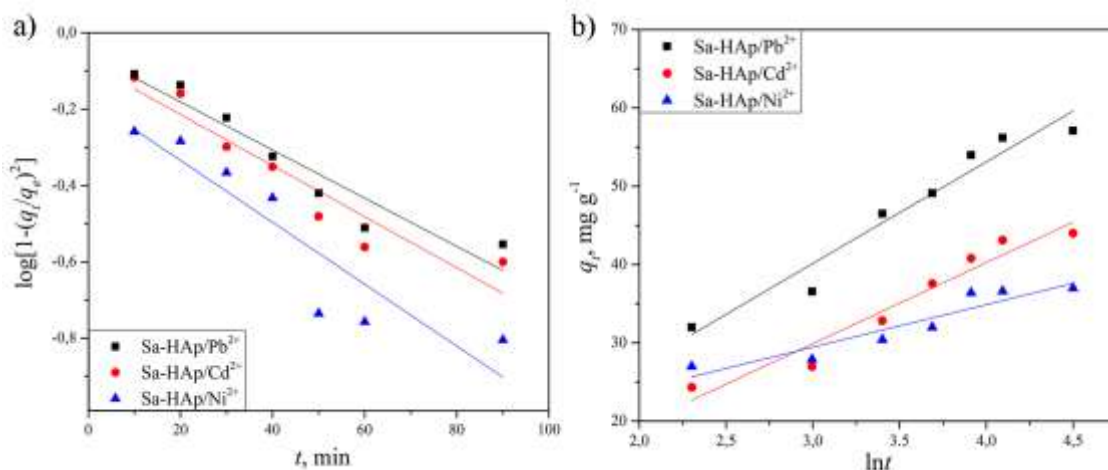 a)
0,0
-0,2
-0,4
-0,6
-0,8
log[1-(qt/qe)²]
Sa-HAp/Pb²⁺
Sa-HAp/Cd²⁺
Sa-HAp/Ni²⁺
0
20
40
60
80
100
t, min
b)
70
60
50
40
30
20
qt, mg g⁻¹
Sa-HAp/Pb²⁺
Sa-HAp/Cd²⁺
Sa-HAp/Ni²⁺
2,0
2,5
3,0
3,5
4,0
4,5
lnt